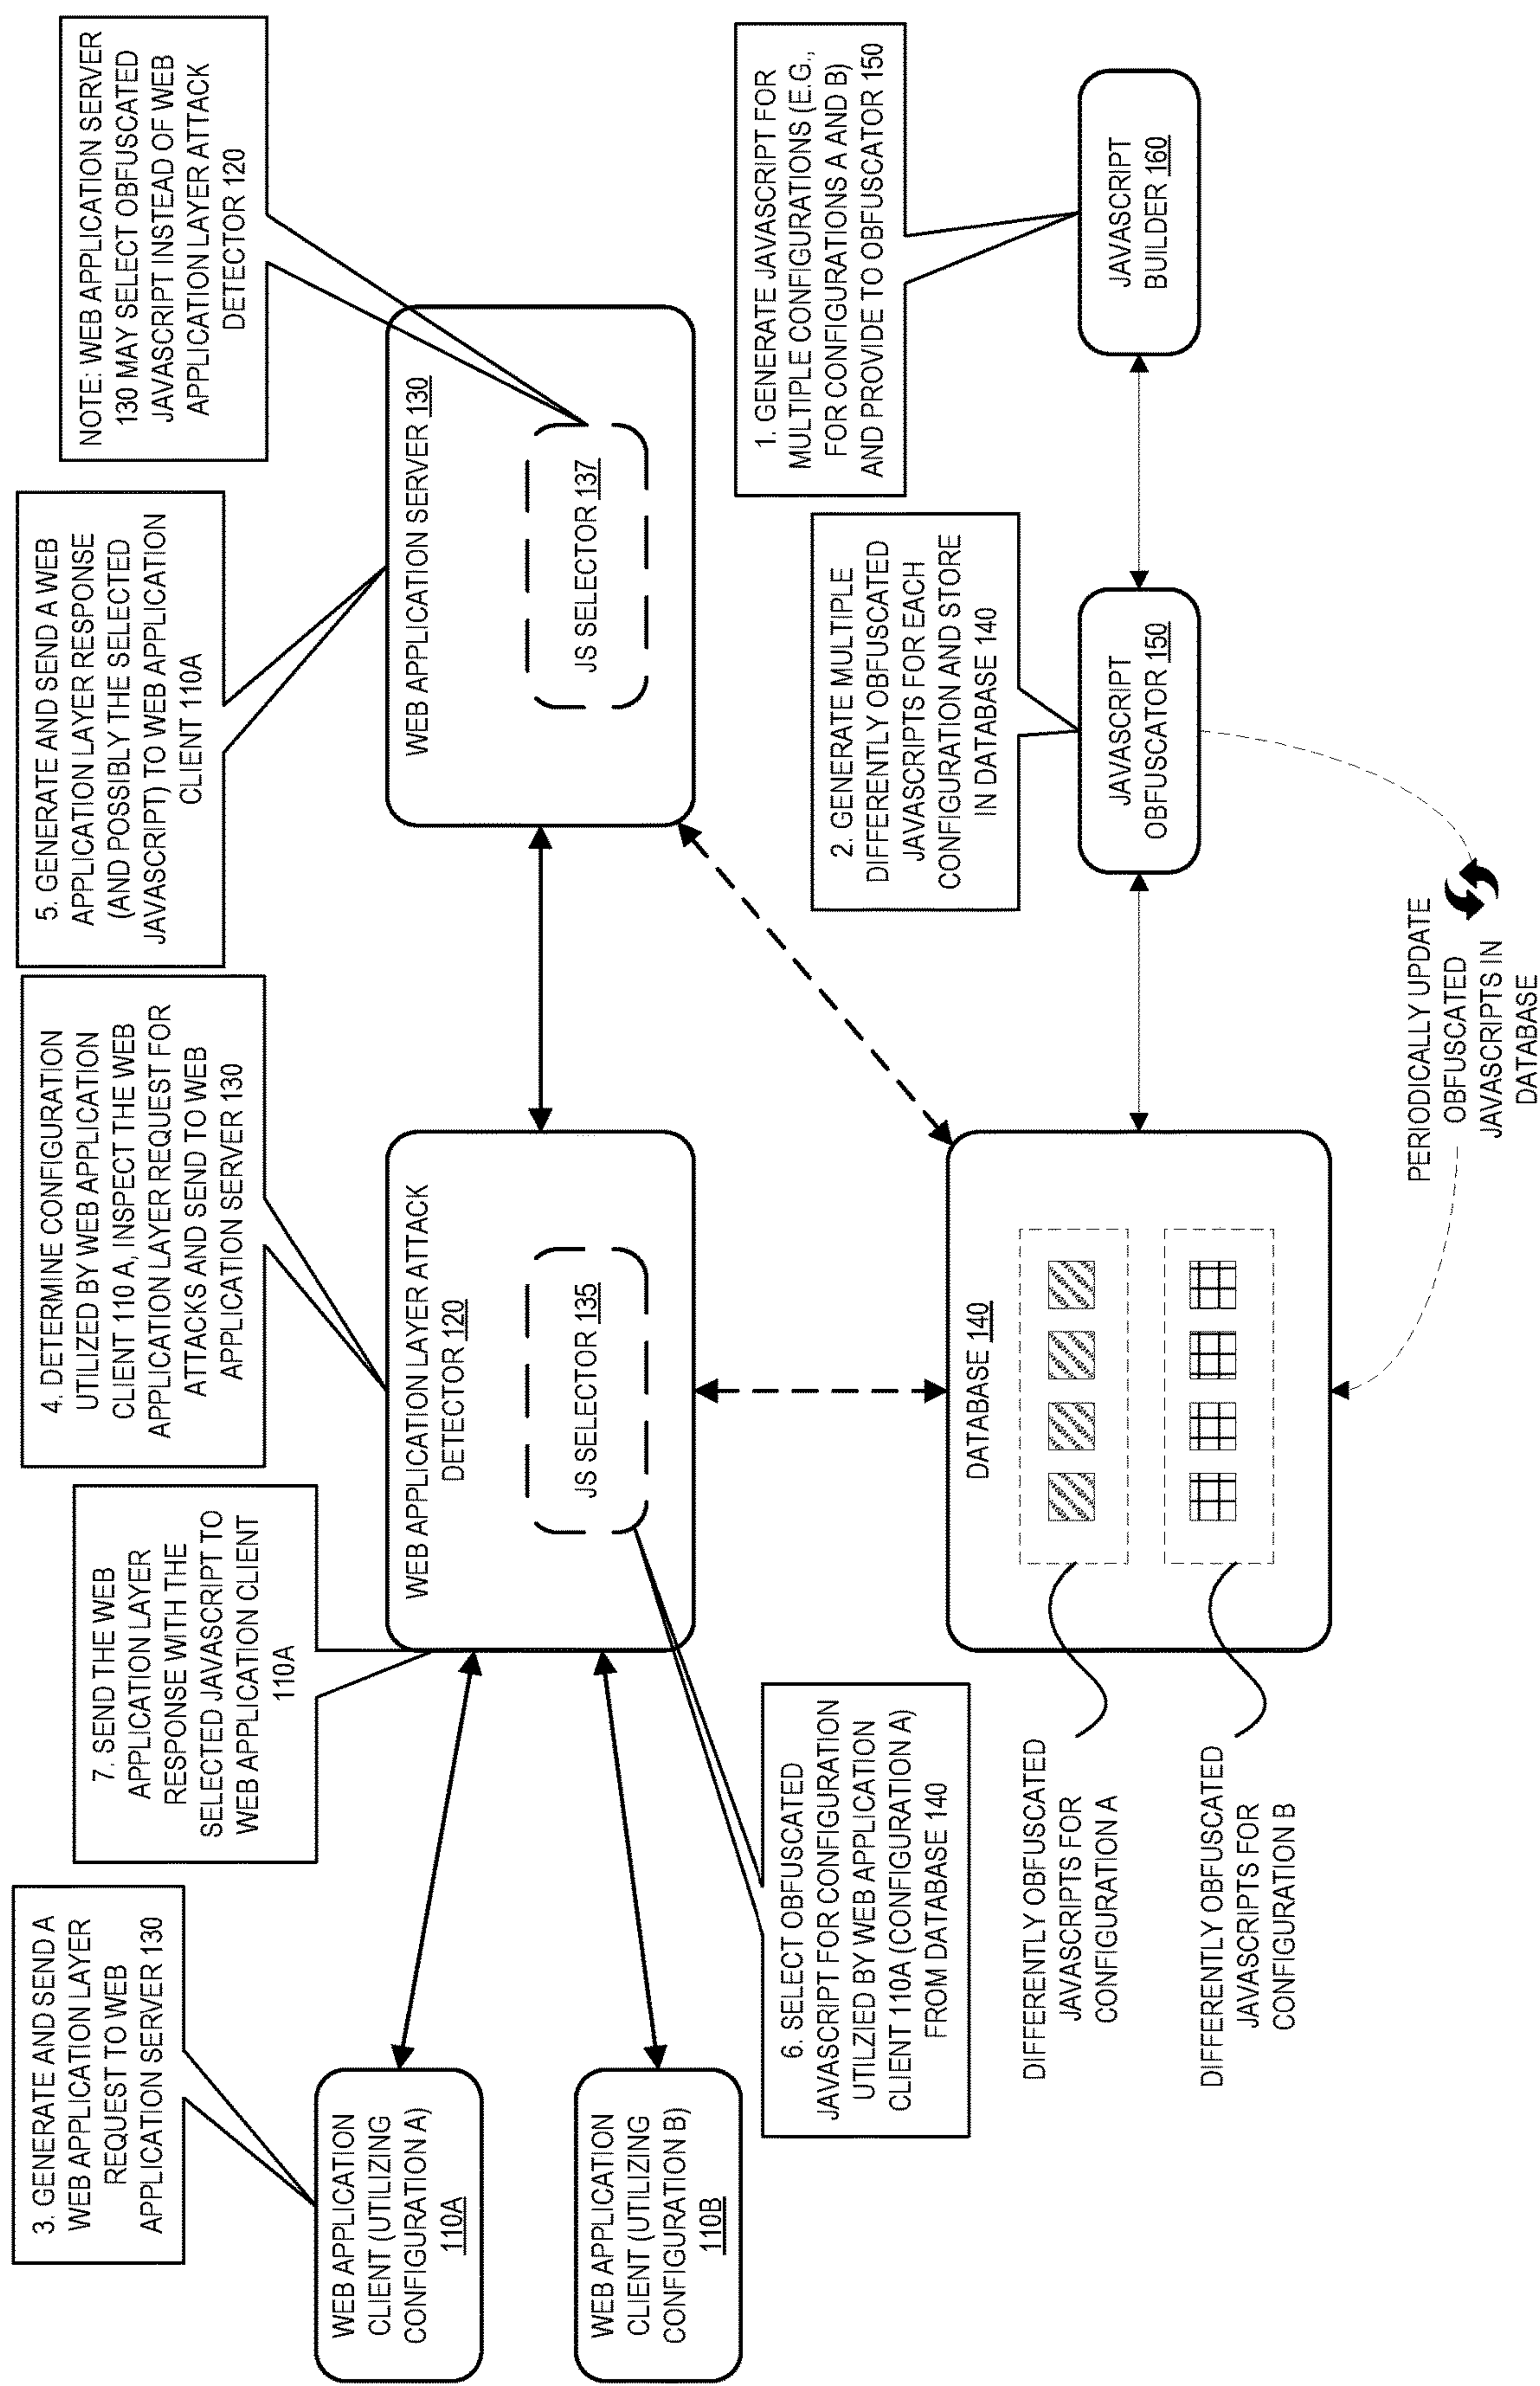 3. GENERATE AND SEND A
WEB APPLICATION LAYER
REQUEST TO WEB
APPLICATION SERVER 130
7. SEND THE WEB
APPLICATION LAYER
RESPONSE WITH THE
SELECTED JAVASCRIPT TO
WEB APPLICATION CLIENT
110A
4. DETERMINE CONFIGURATION
UTILIZED BY WEB APPLICATION
CLIENT 110 A, INSPECT THE WEB
APPLICATION LAYER REQUEST FOR
ATTACKS AND SEND TO WEB
APPLICATION SERVER 130
5. GENERATE AND SEND A WEB
APPLICATION LAYER RESPONSE
(AND POSSIBLY THE SELECTED
JAVASCRIPT) TO WEB APPLICATION
CLIENT 110A
NOTE: WEB APPLICATION SERVER
130 MAY SELECT OBFUSCATED
JAVASCRIPT INSTEAD OF WEB
APPLICATION LAYER ATTACK
DETECTOR 120
WEB APPLICATION
CLIENT (UTILIZING
CONFIGURATION A)
110A
WEB APPLICATION
CLIENT (UTILIZING
CONFIGURATION B)
110B
WEB APPLICATION LAYER ATTACK
DETECTOR 120
JS SELECTOR 135
WEB APPLICATION SERVER 130
JS SELECTOR 137
6. SELECT OBFUSCATED
JAVASCRIPT FOR CONFIGURATION
UTILZIED BY WEB APPLICATION
CLIENT 110A (CONFIGURATION A)
FROM DATABASE 140
2. GENERATE MULTIPLE
DIFFERENTLY OBFUSCATED
JAVASCRIPTS FOR EACH
CONFIGURATION AND STORE
IN DATABASE 140
1. GENERATE JAVASCRIPT FOR
MULTIPLE CONFIGURATIONS (E.G.,
FOR CONFIGURATIONS A AND B)
AND PROVIDE TO OBFUSCATOR 150
DIFFERENTLY OBFUSCATED
JAVASCRIPTS FOR
CONFIGURATION A
DIFFERENTLY OBFUSCATED
JAVASCRIPTS FOR
CONFIGURATION B
DATABASE 140
JAVASCRIPT
OBFUSCATOR 150
JAVASCRIPT
BUILDER 160
PERIODICALLY UPDATE
OBFUSCATED
JAVASCRIPTS IN
DATABASE